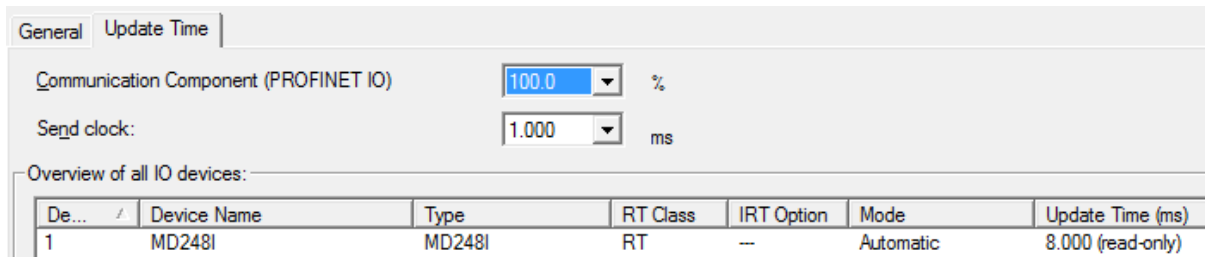 General Update Time
Communication Component (PROFINET IO) 100.0 %
Send clock: 1.000 ms
Overview of all IO devices:
De... Device Name Type RT Class IRT Option Mode Update Time (ms)
1 MD248I MD248I RT --- Automatic 8.000 (read-only)